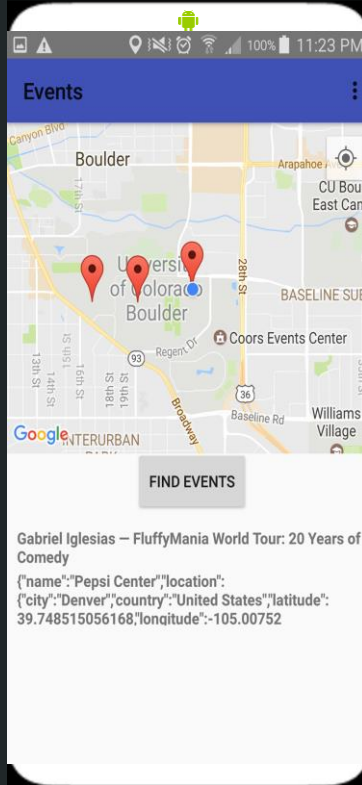 100% 11:23 PM
Events
Canyon Blvd
Boulder
Arapahoe
17th St
CU Bou
East Cam
University
of Colorado
Boulder
28th St
BASELINE SUB
Coors Events Center
93
Regent Dr
13th St
14th St
16th St
18th St
19th St
36
Broadway
Baseline Rd
Williams
Village
Google
INTERURBAN
FIND EVENTS
Gabriel Iglesias — FluffyMania World Tour: 20 Years of
Comedy
{"name":"Pepsi Center","location":
{"city":"Denver","country":"United States","latitude":
39.748515056168,"longitude":-105.00752